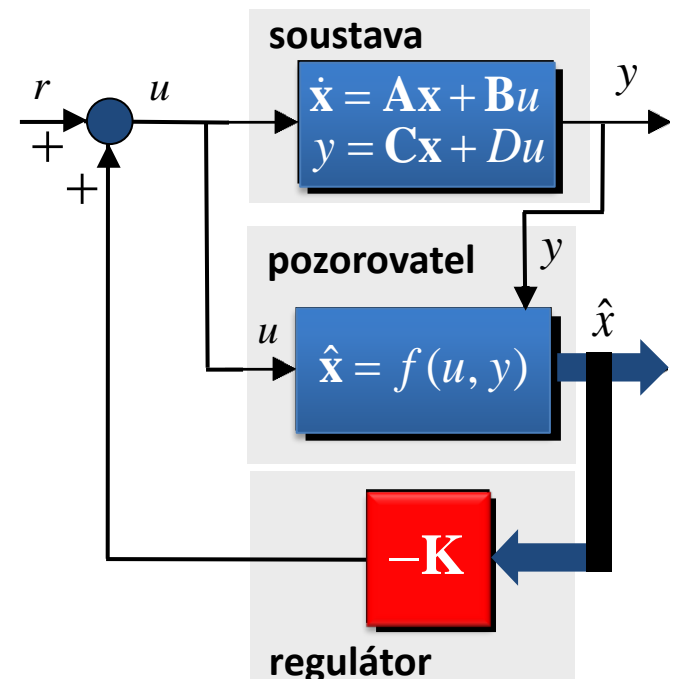 soustava
r
u
y
ẋ = Ax + Bu
y = Cx + Du
+
+
pozorovatel
y
u
x̂ = f(u, y)
x̂
−K
regulátor